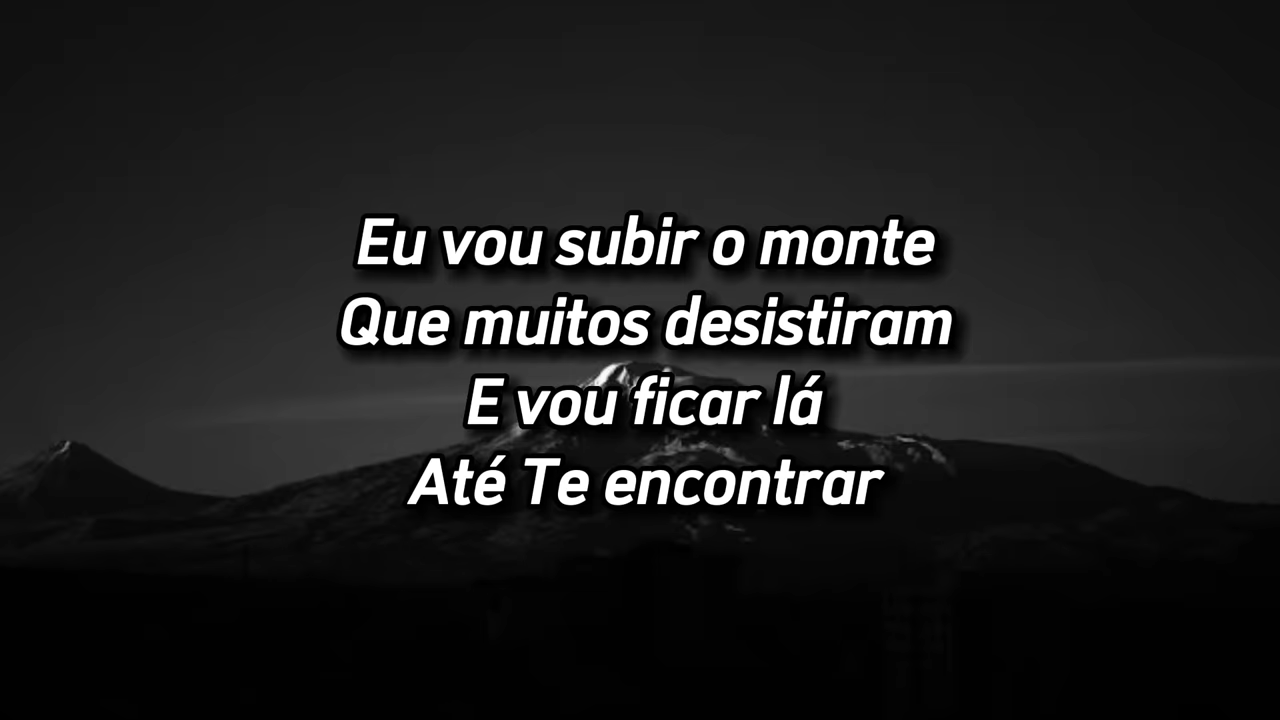 Eu vou subir o monte
Que muitos desistiram
E vou ficar lá
Até Te encontrar